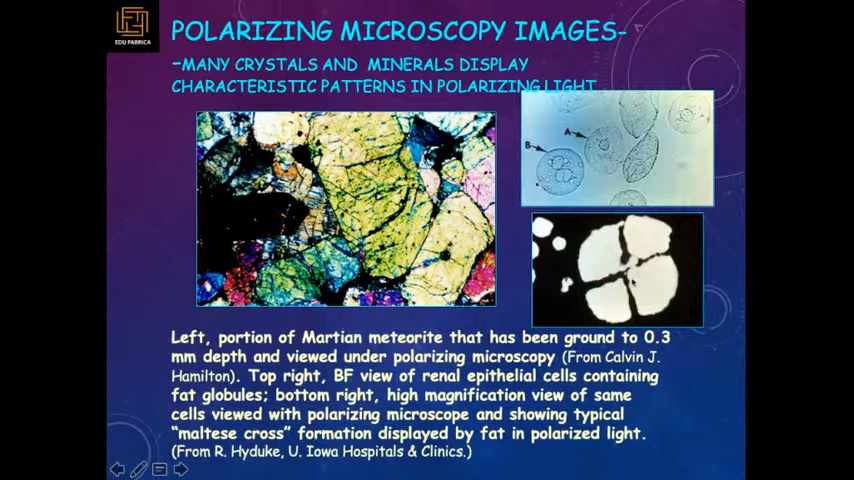 EDU FABRICA
POLARIZING MICROSCOPY IMAGES-
-MANY CRYSTALS AND MINERALS DISPLAY
CHARACTERISTIC PATTERNS IN POLARIZING LIGHT
A
B
Left, portion of Martian meteorite that has been ground to 0.3
mm depth and viewed under polarizing microscopy (From Calvin J.
Hamilton). Top right, BF view of renal epithelial cells containing
fat globules; bottom right, high magnification view of same
cells viewed with polarizing microscope and showing typical
“maltese cross” formation displayed by fat in polarized light.
(From R. Hyduke, U. Iowa Hospitals & Clinics.)